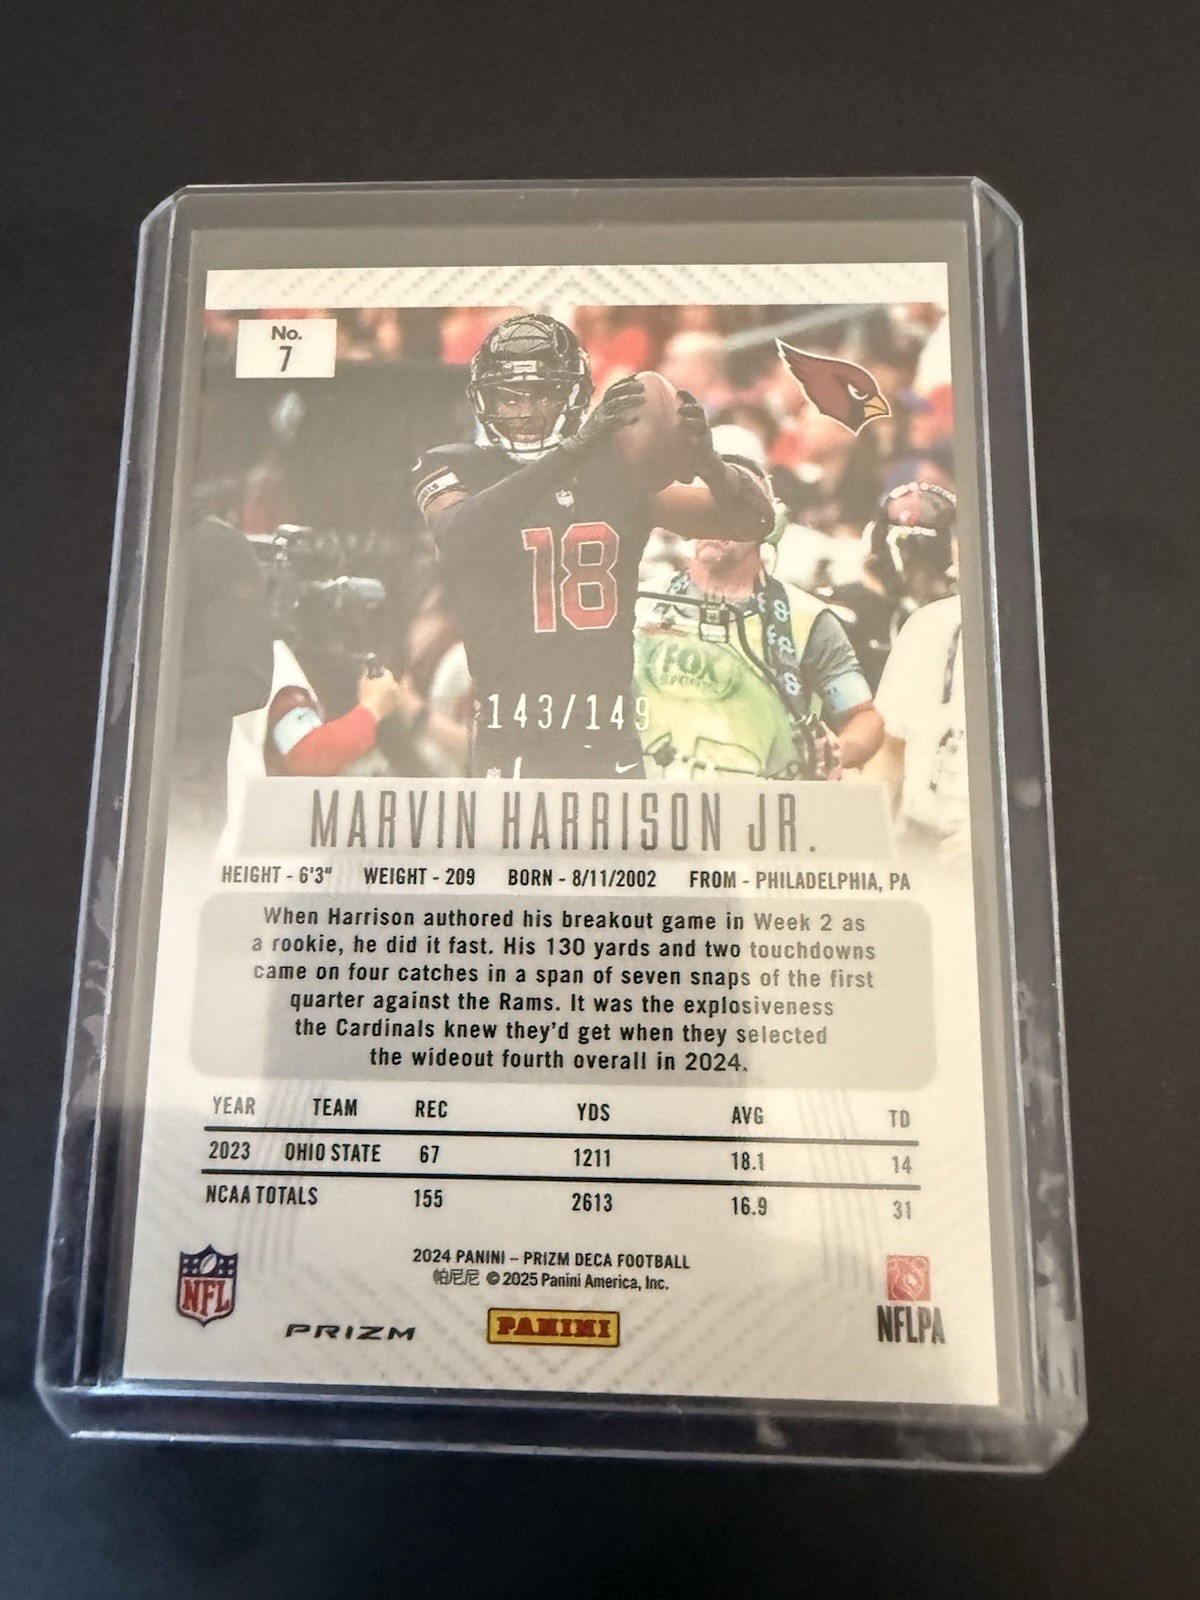 No.
7
18
FOX
SPORTS
143/149
MARVIN HARRISON JR.
HEIGHT - 6'3" WEIGHT - 209 BORN - 8/11/2002 FROM - PHILADELPHIA, PA
When Harrison authored his breakout game in Week 2 as
a rookie, he did it fast. His 130 yards and two touchdowns
came on four catches in a span of seven snaps of the first
quarter against the Rams. It was the explosiveness
the Cardinals knew they'd get when they selected
the wideout fourth overall in 2024.
YEAR TEAM REC YDS AVG TD
2023 OHIO STATE 67 1211 18.1 14
NCAA TOTALS 155 2613 16.9 31
2024 PANINI – PRIZM DECA FOOTBALL
帕尼尼 © 2025 Panini America, Inc.
NFL
PRIZM
PANINI
NFLPA